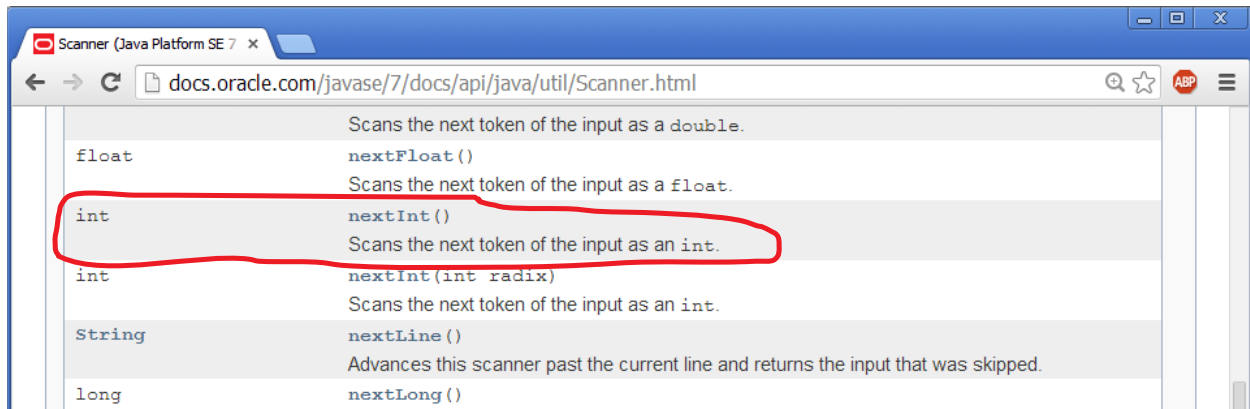 Scanner (Java Platform SE 7
docs.oracle.com/javase/7/docs/api/java/util/Scanner.html
ABP
Scans the next token of the input as a double.
float nextFloat()
Scans the next token of the input as a float.
int nextInt()
Scans the next token of the input as an int.
int nextInt(int radix)
Scans the next token of the input as an int.
String nextLine()
Advances this scanner past the current line and returns the input that was skipped.
long nextLong()